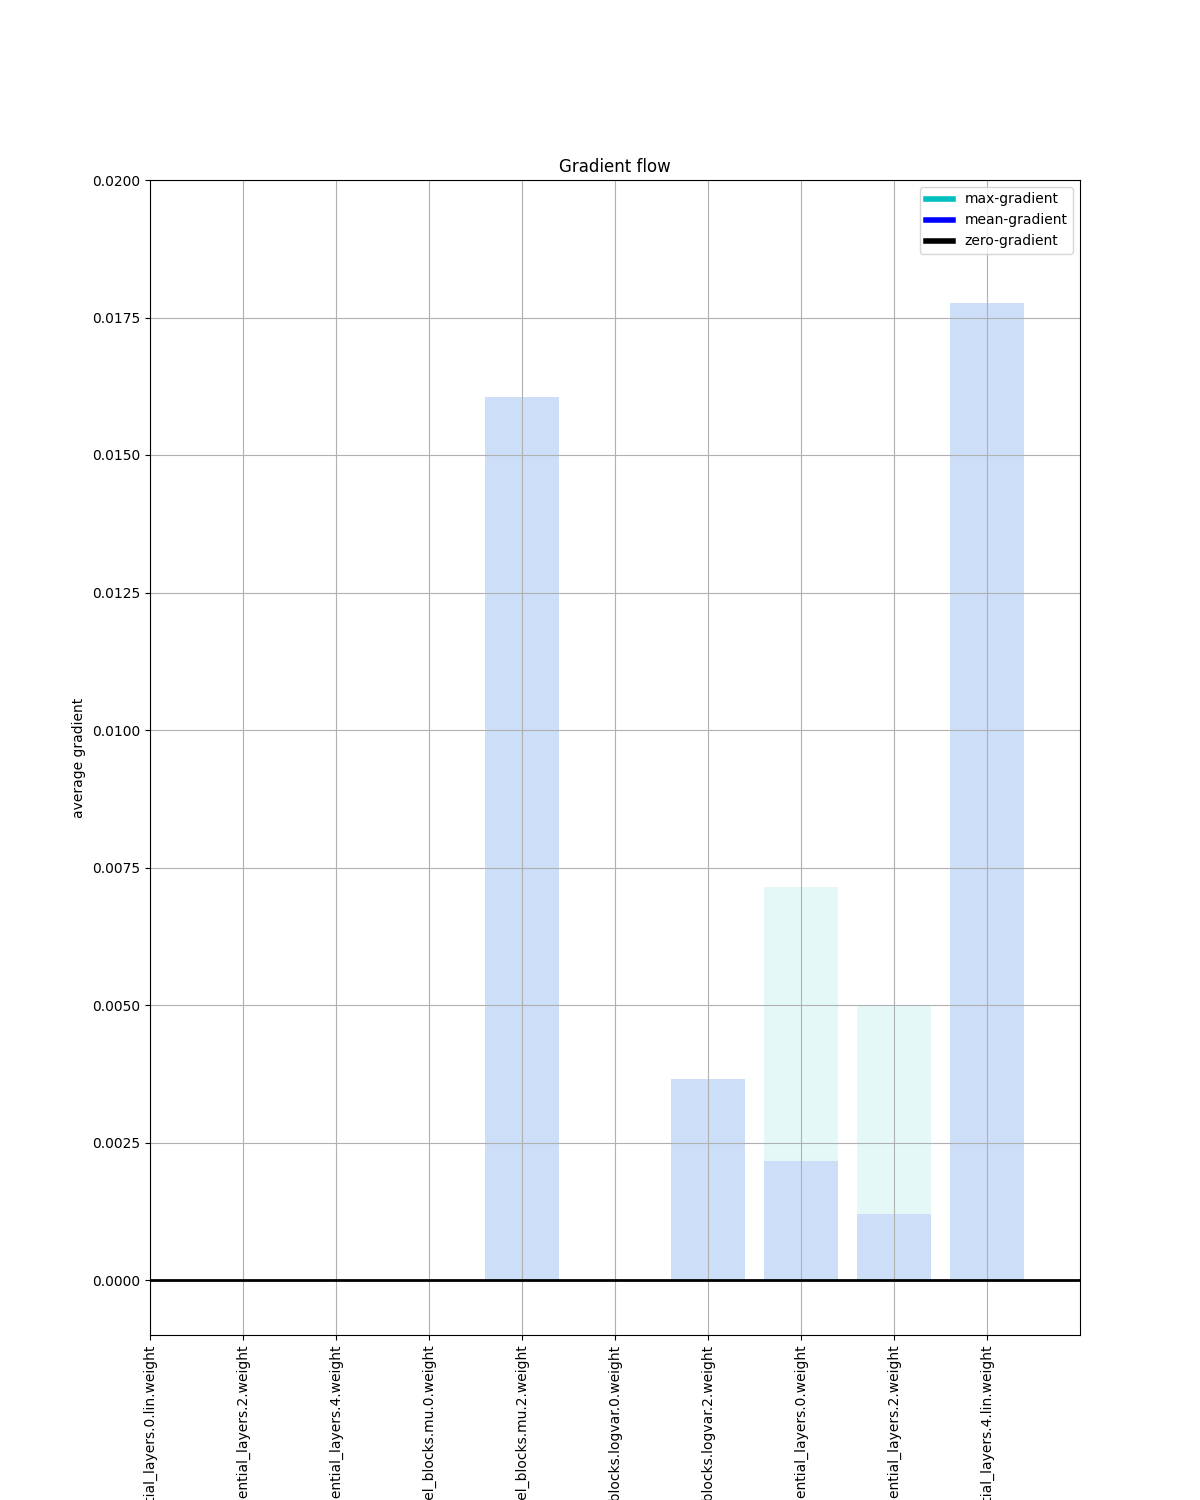 Gradient flow
max-gradient
mean-gradient
zero-gradient
0.0200
0.0175
0.0150
0.0125
0.0100
0.0075
0.0050
0.0025
0.0000
average gradient
tial_layers.0.lin.weight
ential_layers.2.weight
ential_layers.4.weight
el_blocks.mu.0.weight
el_blocks.mu.2.weight
blocks.logvar.0.weight
blocks.logvar.2.weight
ential_layers.0.weight
ential_layers.2.weight
tial_layers.4.lin.weight